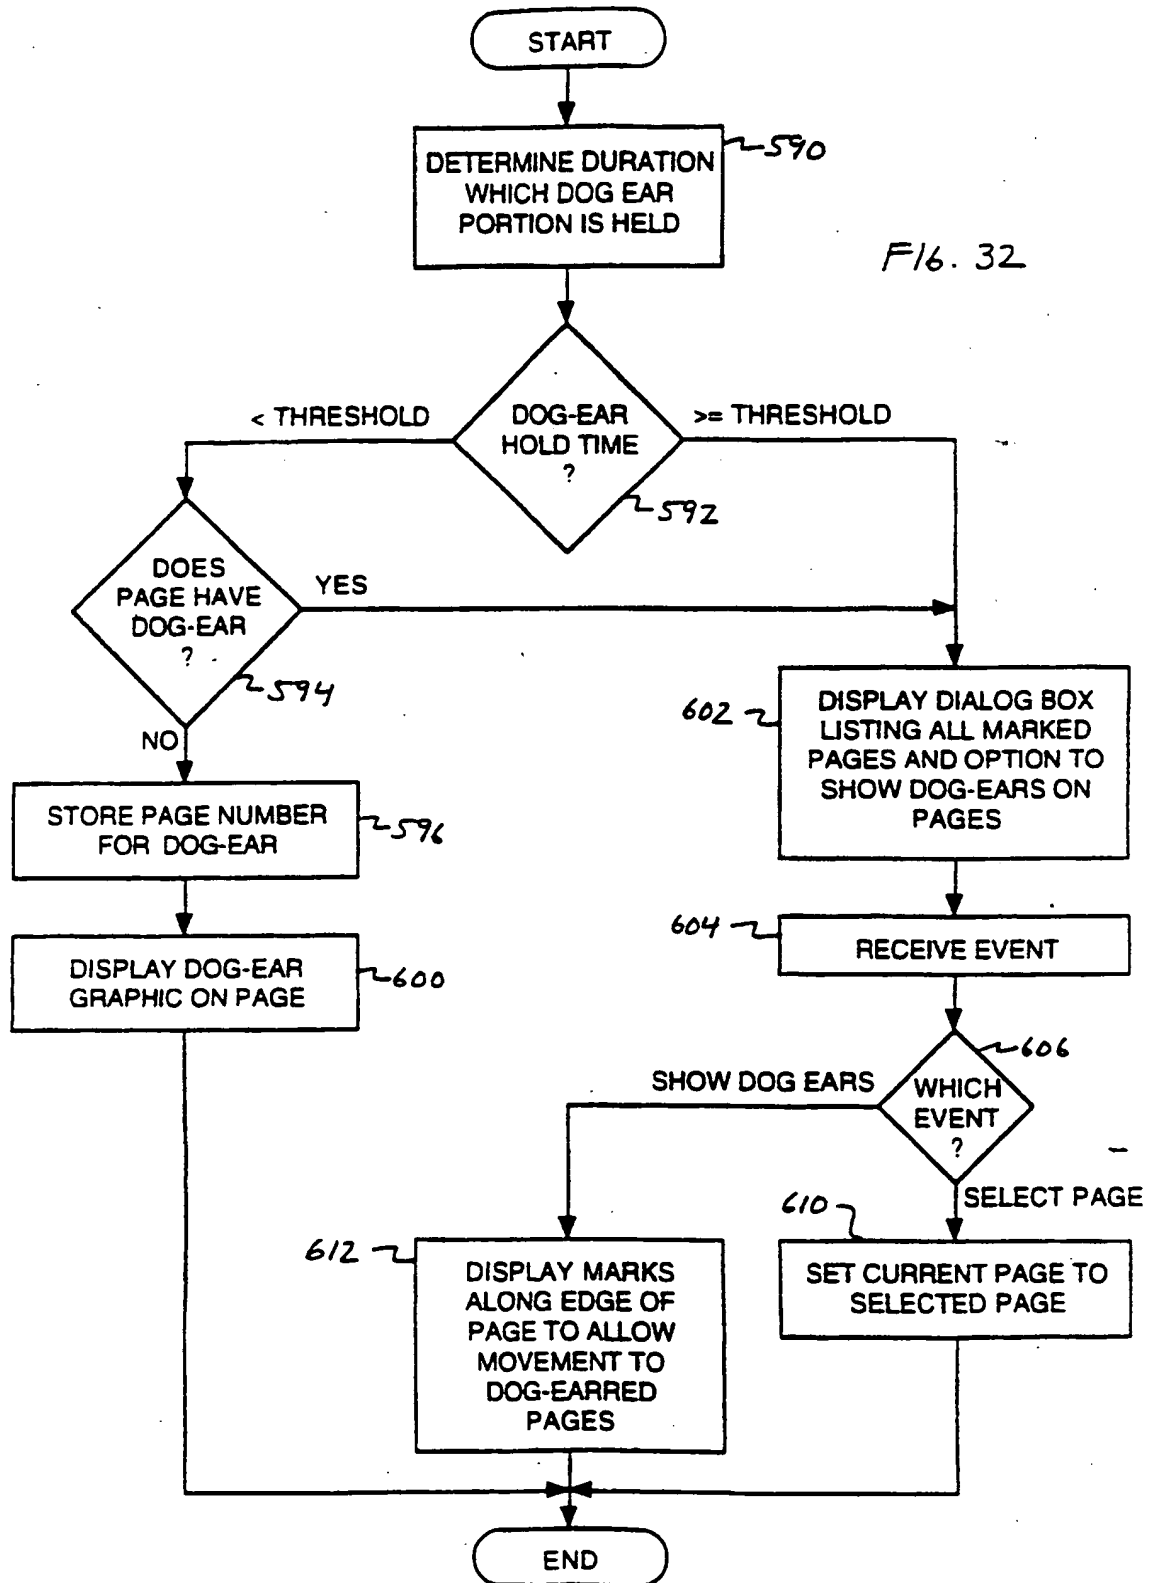 START
590
DETERMINE DURATION
WHICH DOG EAR
PORTION IS HELD
FIG. 32
< THRESHOLD
DOG-EAR
HOLD TIME
?
>= THRESHOLD
592
DOES
PAGE HAVE
DOG-EAR
?
YES
594
NO
STORE PAGE NUMBER
FOR DOG-EAR
596
DISPLAY DOG-EAR
GRAPHIC ON PAGE
600
602
DISPLAY DIALOG BOX
LISTING ALL MARKED
PAGES AND OPTION TO
SHOW DOG-EARS ON
PAGES
604
RECEIVE EVENT
606
SHOW DOG EARS
WHICH
EVENT
?
SELECT PAGE
610
SET CURRENT PAGE TO
SELECTED PAGE
612
DISPLAY MARKS
ALONG EDGE OF
PAGE TO ALLOW
MOVEMENT TO
DOG-EARRED
PAGES
END